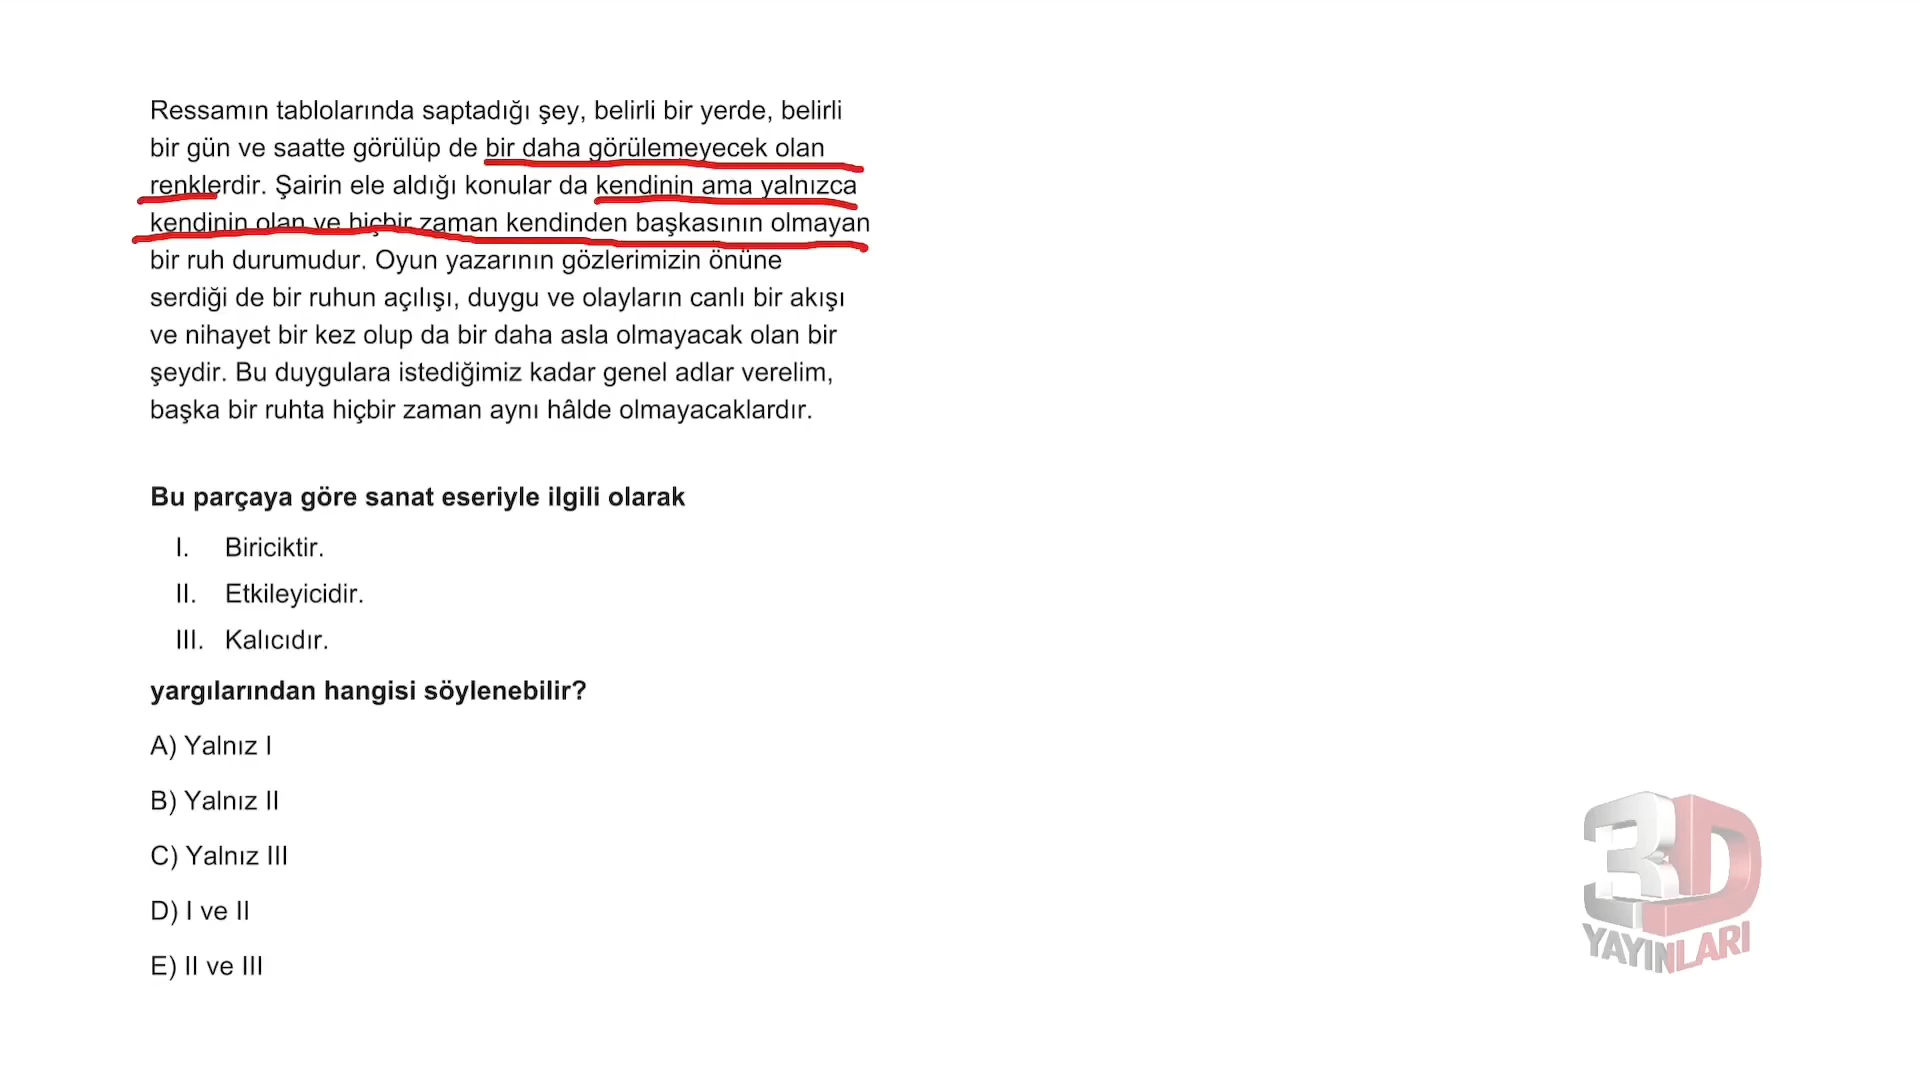 Ressamın tablolarında saptadığı şey, belirli bir yerde, belirli
bir gün ve saatte görülüp de bir daha görülemeyecek olan
renklerdir. Şairin ele aldığı konular da kendinin ama yalnızca
kendinin olan ve hiçbir zaman kendinden başkasının olmayan
bir ruh durumudur. Oyun yazarının gözlerimizin önüne
serdiği de bir ruhun açılışı, duygu ve olayların canlı bir akışı
ve nihayet bir kez olup da bir daha asla olmayacak olan bir
şeydir. Bu duygulara istediğimiz kadar genel adlar verelim,
başka bir ruhta hiçbir zaman aynı hâlde olmayacaklardır.
Bu parçaya göre sanat eseriyle ilgili olarak
I. Biriciktir.
II. Etkileyicidir.
III. Kalıcıdır.
yargılarından hangisi söylenebilir?
A) Yalnız I
B) Yalnız II
C) Yalnız III
D) I ve II
E) II ve III
3D
YAYINLARI